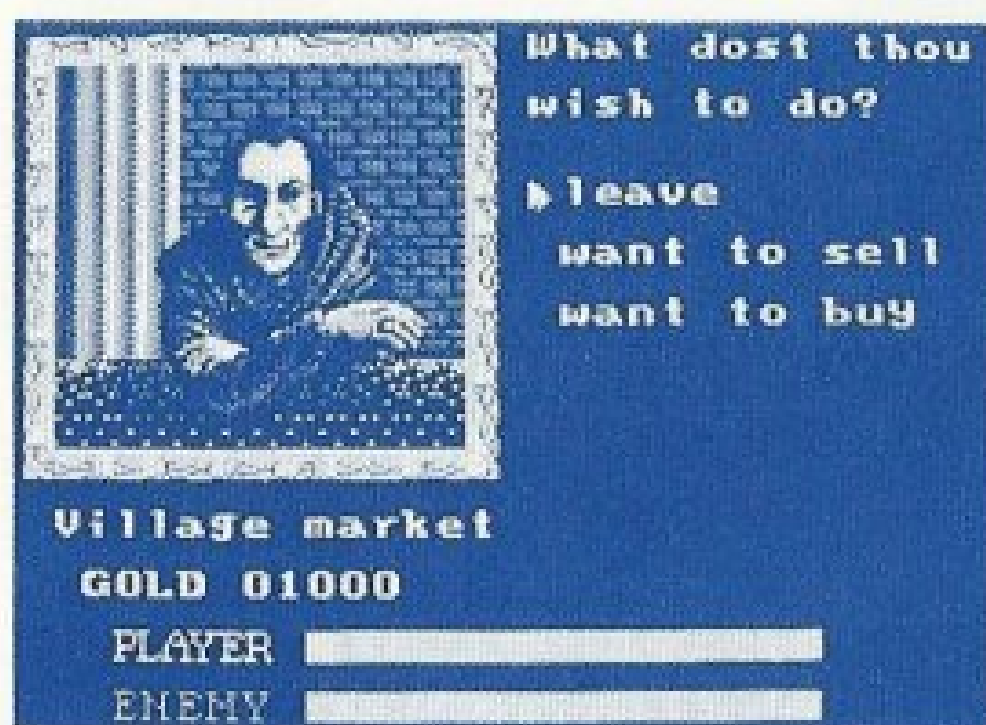 What dost thou
wish to do?
leave
want to sell
want to buy
Village market
GOLD 01000
PLAYER
ENEMY